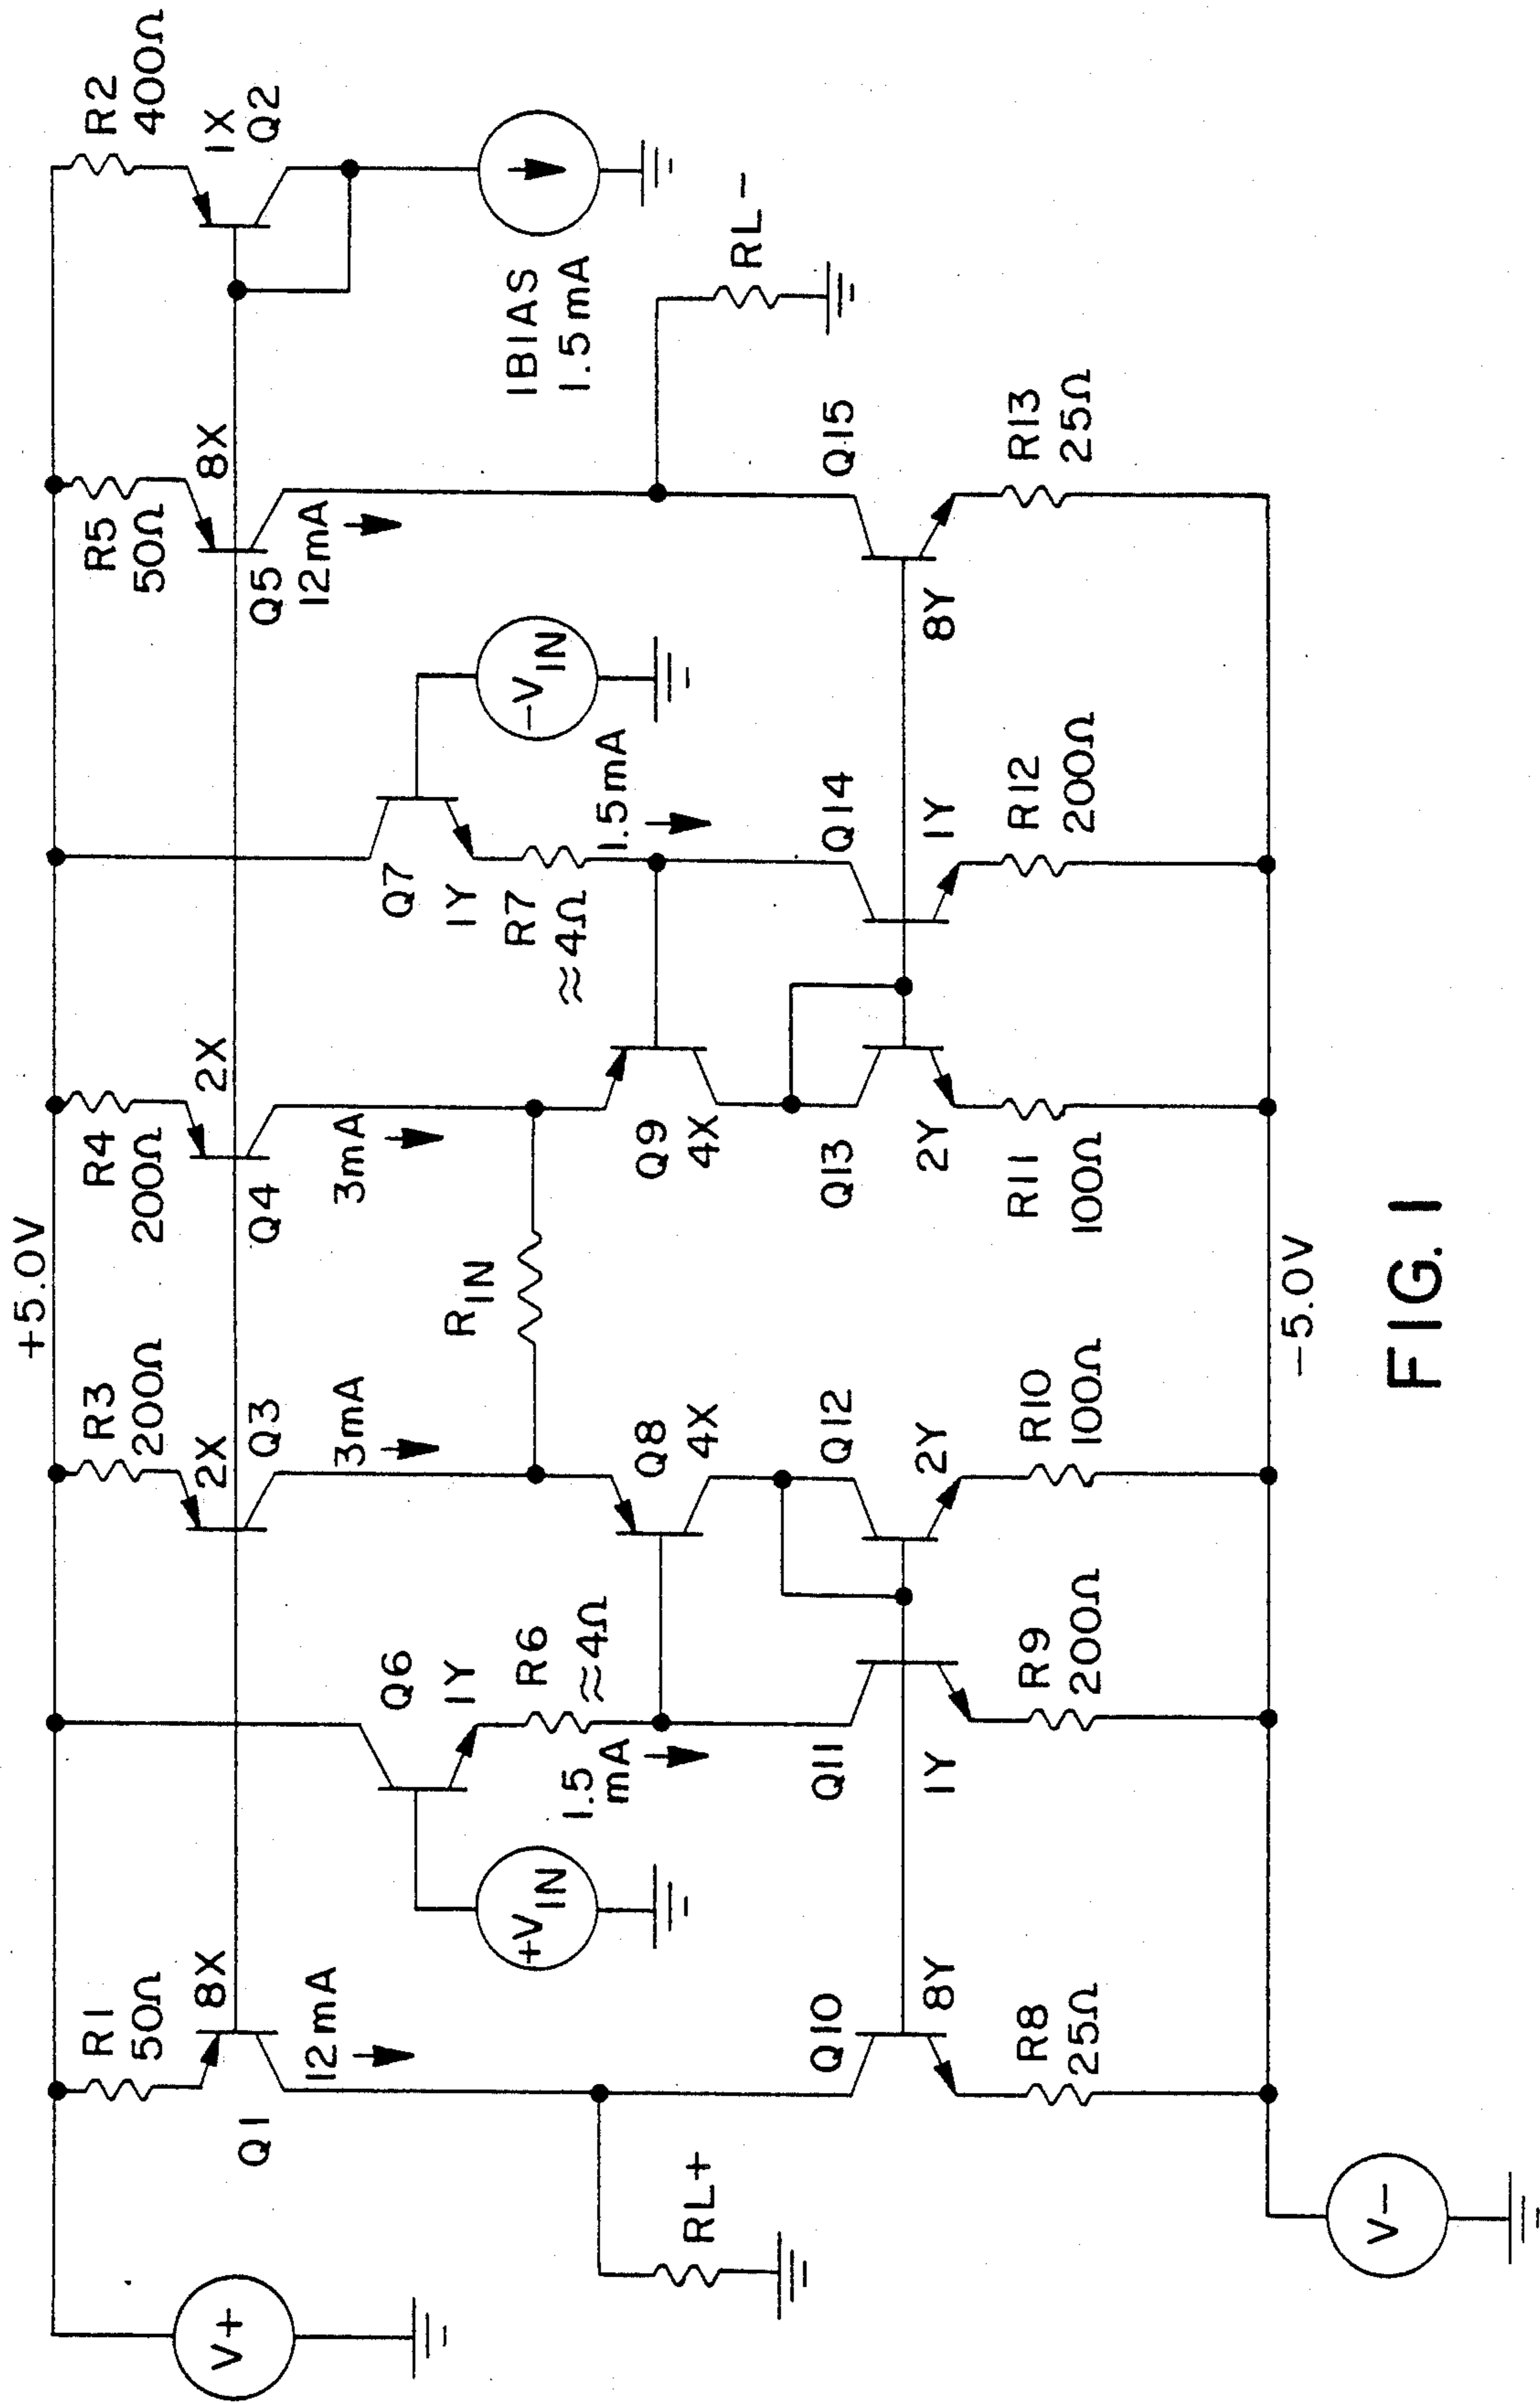 +5.0V
R1
50Ω
8X
Q1
12mA
R3
200Ω
2X
Q3
3mA
R4
200Ω
2X
Q4
3mA
R5
50Ω
8X
Q5
12mA
R2
400Ω
1X
Q2
IBIAS
1.5mA
V+
+VIN
Q6
1Y
R6
≈4Ω
1.5
mA
RIN
Q7
1Y
R7
≈4Ω
1.5mA
-VIN
RL+
RL-
Q8
4X
Q9
4X
Q10
8Y
R8
25Ω
Q11
1Y
R9
200Ω
Q12
2Y
R10
100Ω
Q13
2Y
R11
100Ω
Q14
1Y
R12
200Ω
Q15
8Y
R13
25Ω
V-
-5.0V
FIG. 1